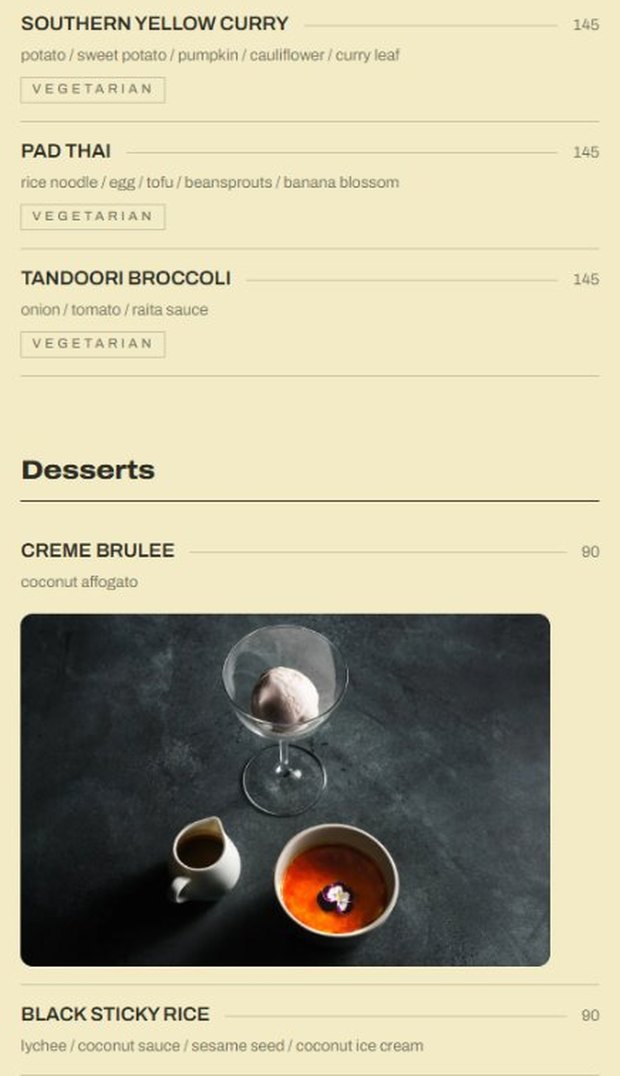 SOUTHERN YELLOW CURRY 145
potato / sweet potato / pumpkin / cauliflower / curry leaf
VEGETARIAN
PAD THAI 145
rice noodle / egg / tofu / beansprouts / banana blossom
VEGETARIAN
TANDOORI BROCCOLI 145
onion / tomato / raita sauce
VEGETARIAN
Desserts
CREME BRULEE 90
coconut affogato
BLACK STICKY RICE 90
lychee / coconut sauce / sesame seed / coconut ice cream